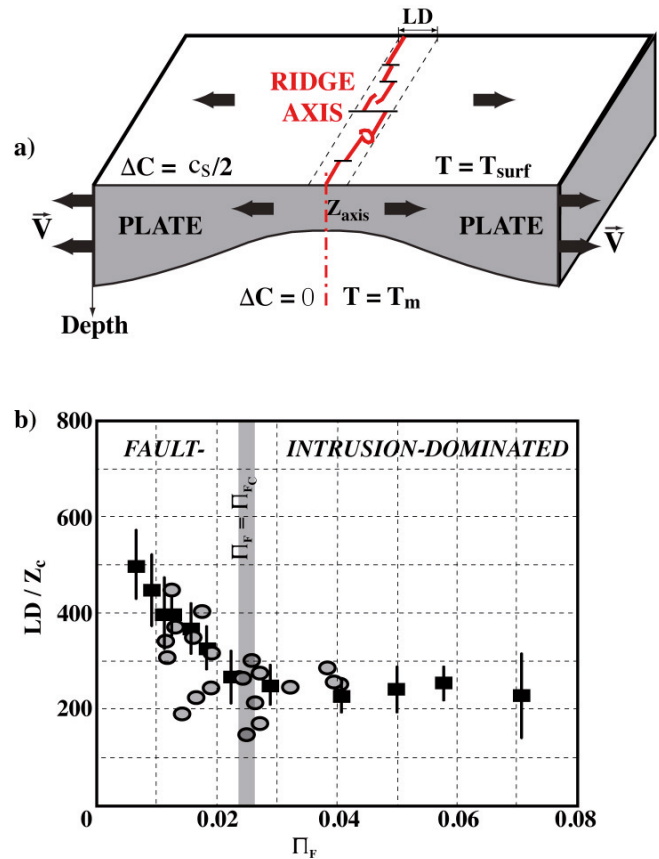 LD
RIDGE
AXIS
a)
ΔC = cS/2
T = Tsurf
V
PLATE
Zaxis
PLATE
V
ΔC = 0
T = Tm
Depth
b)
800
600
400
200
0
LD / Zc
FAULT-
INTRUSION-DOMINATED
ΠF = ΠFC
0
0.02
0.04
0.06
0.08
ΠF